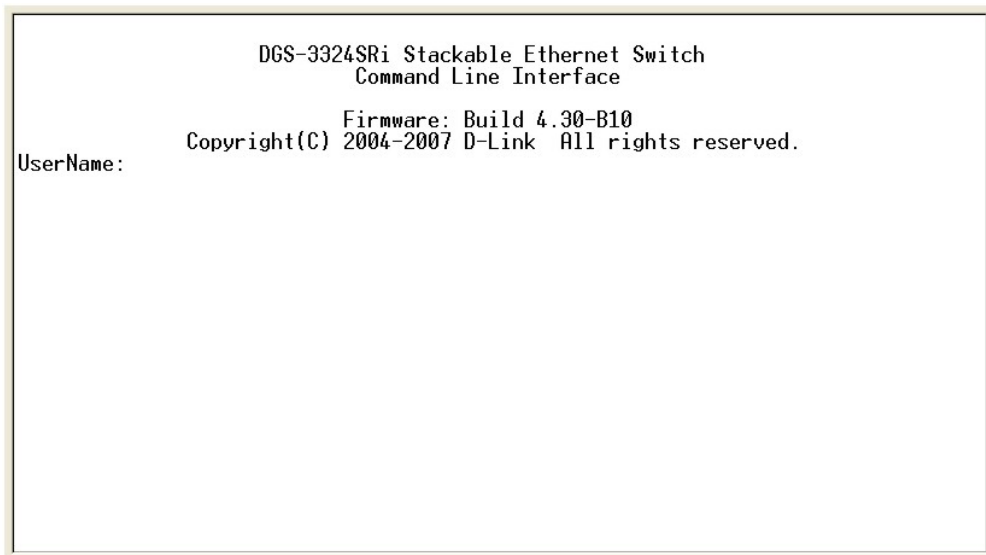 DGS-3324SRi Stackable Ethernet Switch
Command Line Interface
Firmware: Build 4.30-B10
Copyright(C) 2004-2007 D-Link All rights reserved.
UserName: